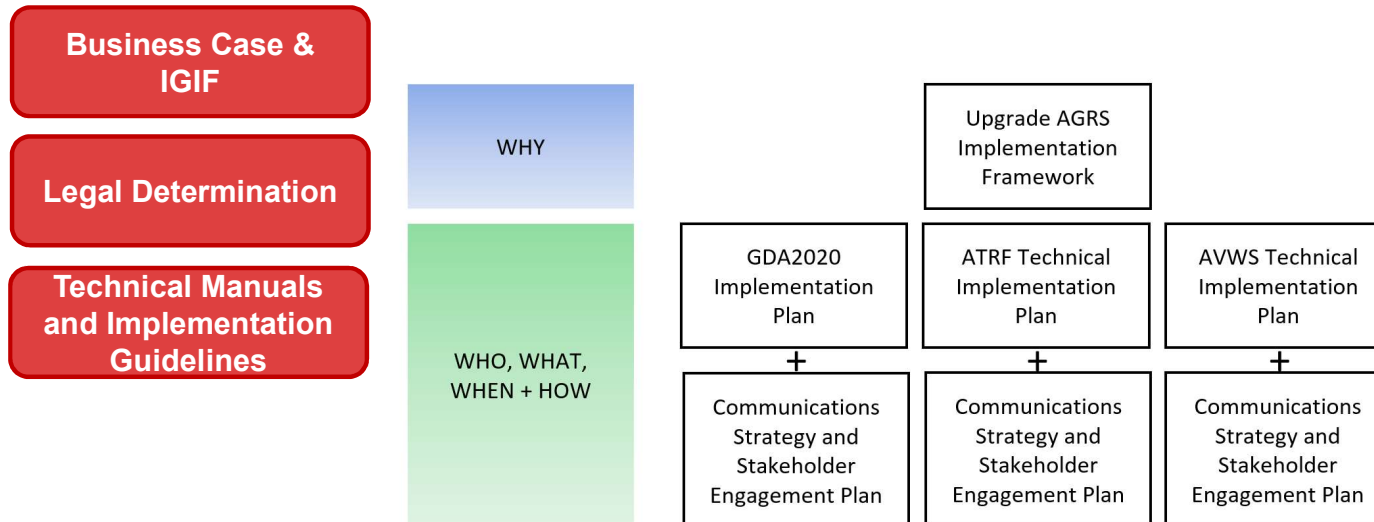 Business Case &
IGIF
Legal Determination
Technical Manuals
and Implementation
Guidelines
WHY
WHO, WHAT,
WHEN + HOW
Upgrade AGRS
Implementation
Framework
GDA2020
Implementation
Plan
+
Communications
Strategy and
Stakeholder
Engagement Plan
ATRF Technical
Implementation
Plan
+
Communications
Strategy and
Stakeholder
Engagement Plan
AVWS Technical
Implementation
Plan
+
Communications
Strategy and
Stakeholder
Engagement Plan